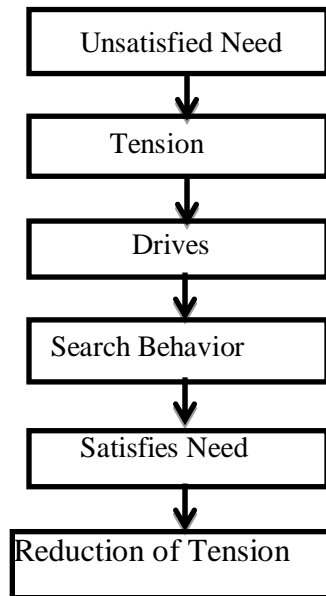 Unsatisfied Need
Tension
Drives
Search Behavior
Satisfies Need
Reduction of Tension